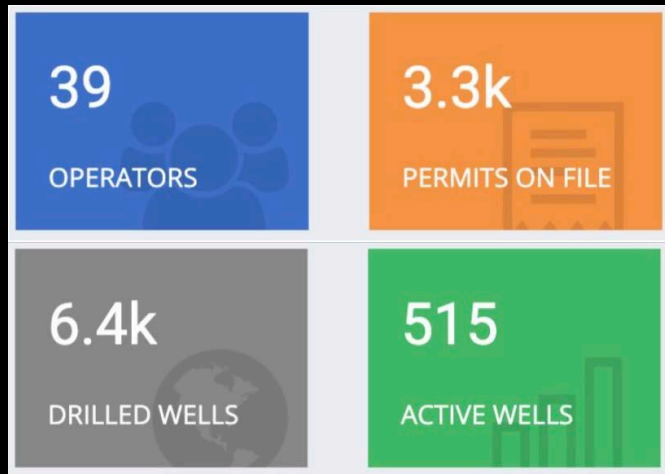 39
OPERATORS
3.3k
PERMITS ON FILE
6.4k
DRILLED WELLS
515
ACTIVE WELLS